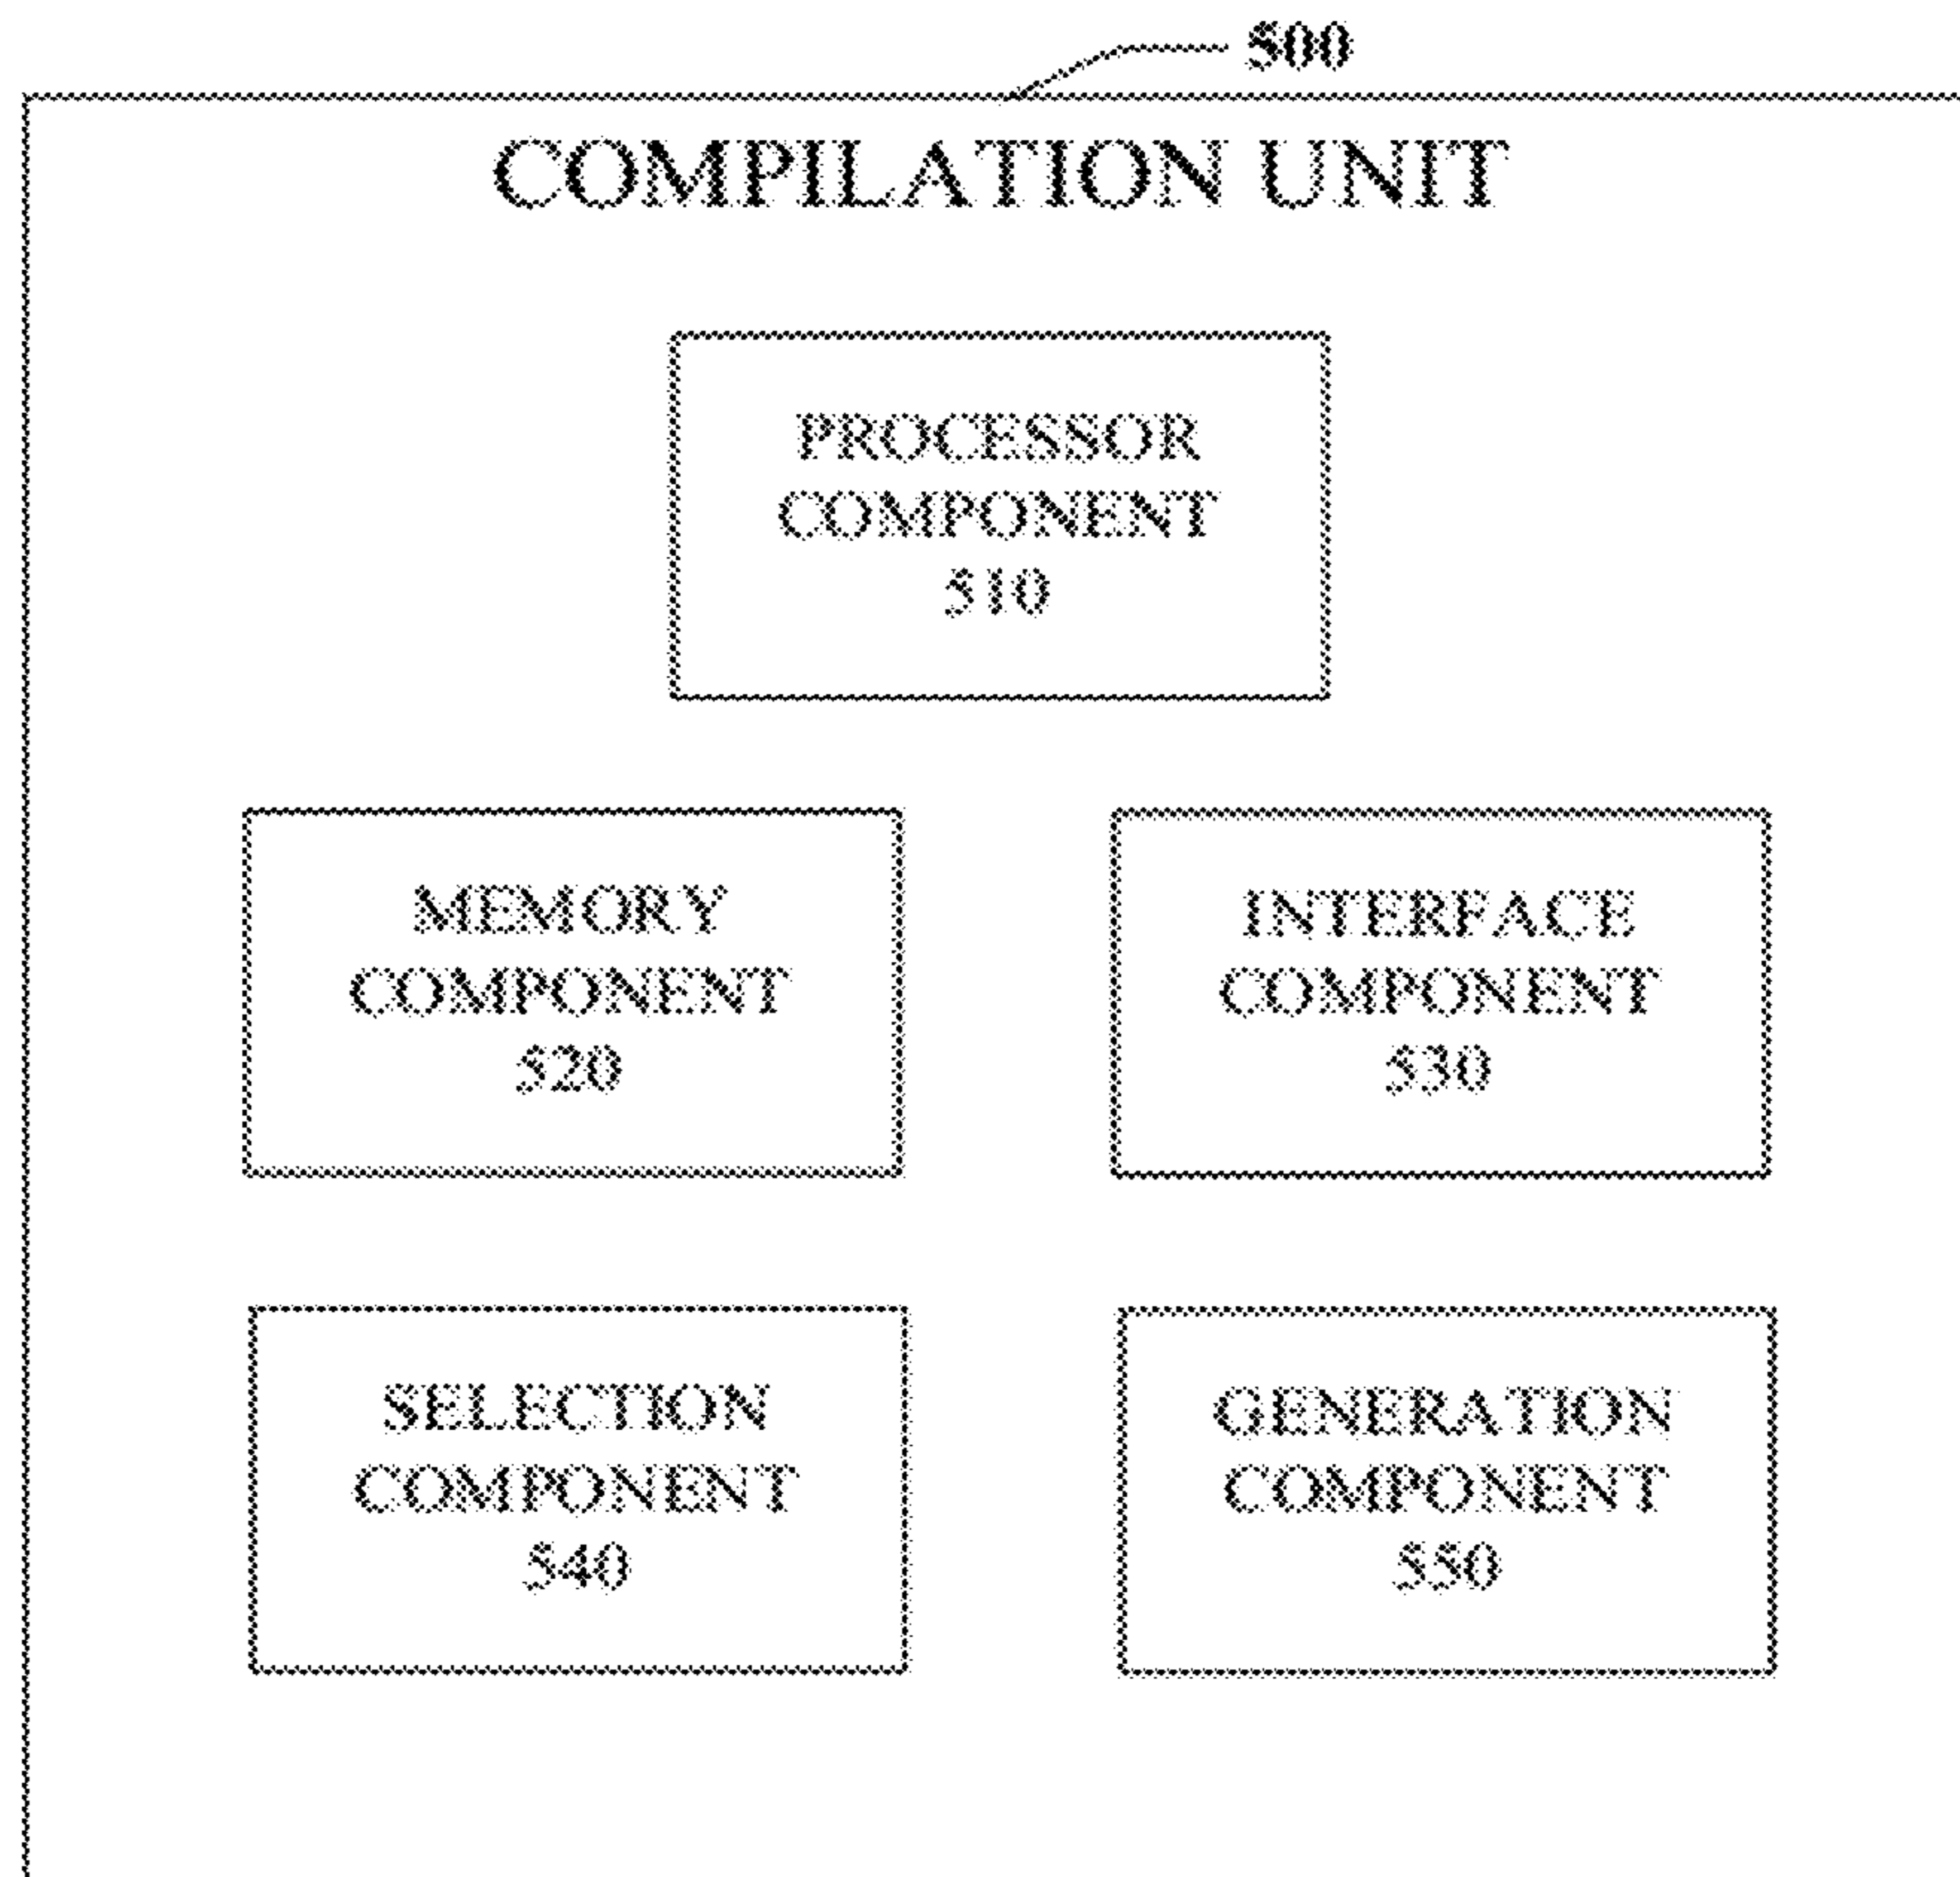 500
COMPILATION UNIT
PROCESSOR
COMPONENT
510
MEMORY
COMPONENT
520
INTERFACE
COMPONENT
530
SELECTION
COMPONENT
540
GENERATION
COMPONENT
550